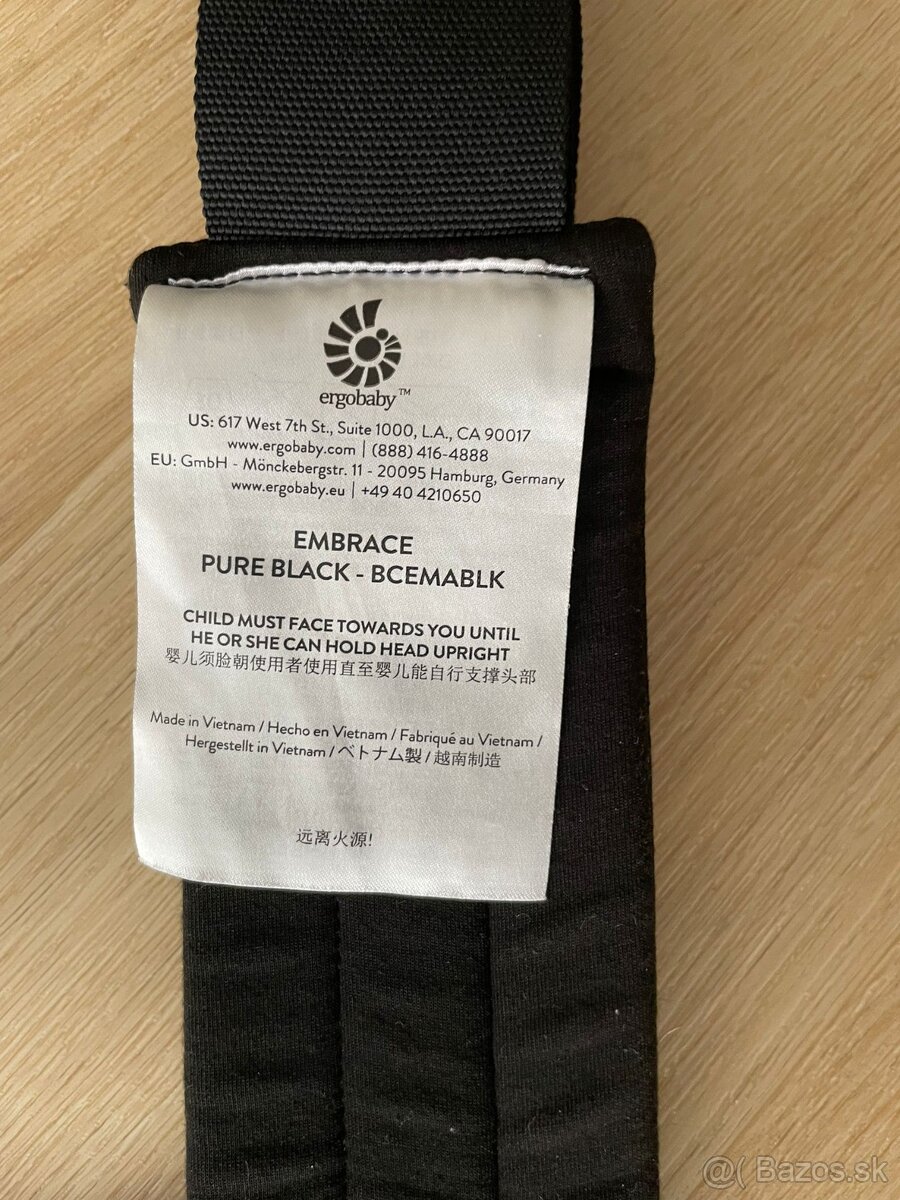 ergobaby™
US: 617 West 7th St., Suite 1000, L.A., CA 90017
www.ergobaby.com | (888) 416-4888
EU: GmbH - Mönckebergstr. 11 - 20095 Hamburg, Germany
www.ergobaby.eu | +49 40 4210650
EMBRACE
PURE BLACK - BCEMABLK
CHILD MUST FACE TOWARDS YOU UNTIL
HE OR SHE CAN HOLD HEAD UPRIGHT
婴儿须脸朝使用者使用直至婴儿能自行支撑头部
Made in Vietnam / Hecho en Vietnam / Fabriqué au Vietnam /
Hergestellt in Vietnam / ベトナム製 / 越南制造
远离火源!
@( Bazos.sk